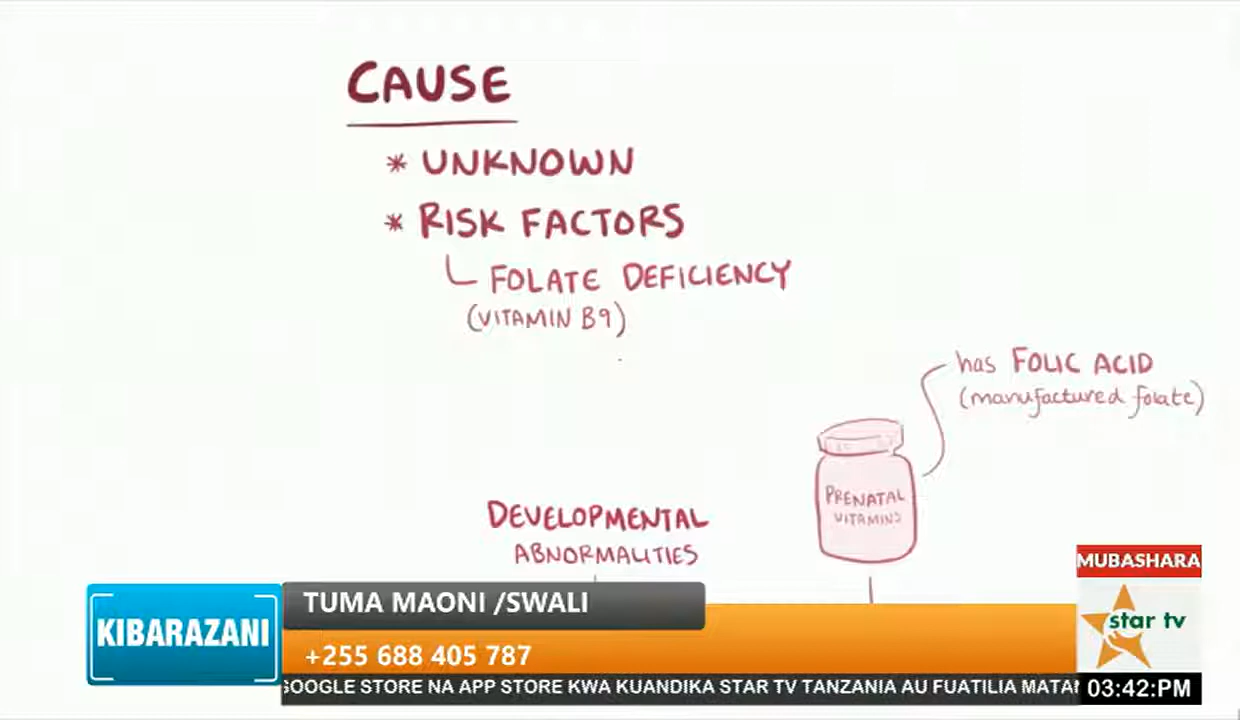 CAUSE
* UNKNOWN
* RISK FACTORS
FOLATE DEFICIENCY
(VITAMIN B9)
has FOLIC ACID
(manufactured folate)
PRENATAL
VITAMINS
DEVELOPMENTAL
ABNORMALITIES
MUBASHARA
star tv
KIBARAZANI
TUMA MAONI /SWALI
+255 688 405 787
GOOGLE STORE NA APP STORE KWA KUANDIKA STAR TV TANZANIA AU FUATILIA MATA
03:42:PM